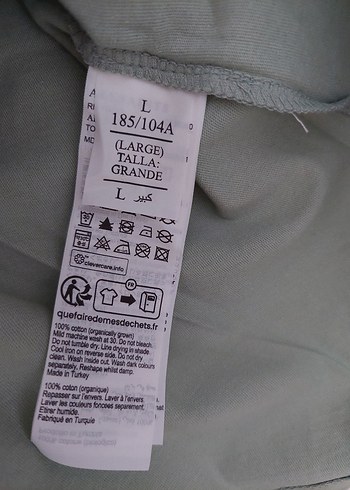 L
185/104A
(LARGE)
TALLA:
GRANDE
L كبير
clevercare.info
FR
quefairedemesdechets.fr
100% cotton (organically grown)
Mild machine wash at 30. Do not bleach.
Do not tumble dry. Line drying in shade.
Cool iron on reverse side. Do not dry
clean. Wash inside out. Wash dark colours
separately. Reshape whilst damp.
Made in Turkey
100% coton (organique)
Repasser sur l'envers. Laver à l'envers.
Laver les couleurs foncées separement.
Etirer humide.
Fabriqué en Turquie